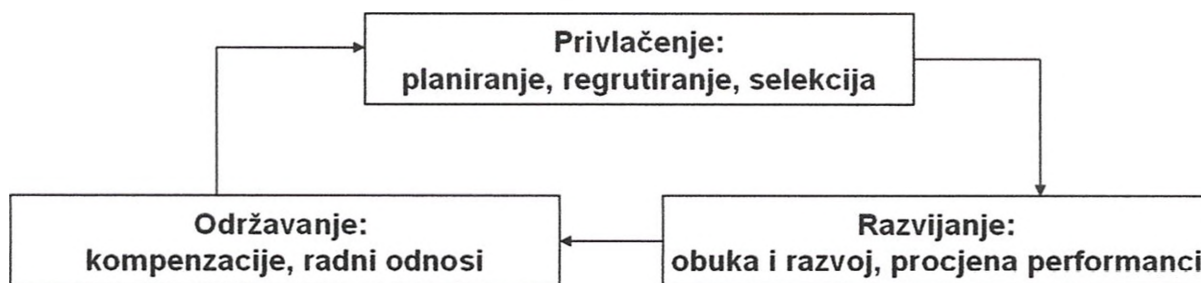 Privlačenje:
planiranje, regrutiranje, selekcija
Održavanje:
kompenzacije, radni odnosi
Razvijanje:
obuka i razvoj, procjena performanci